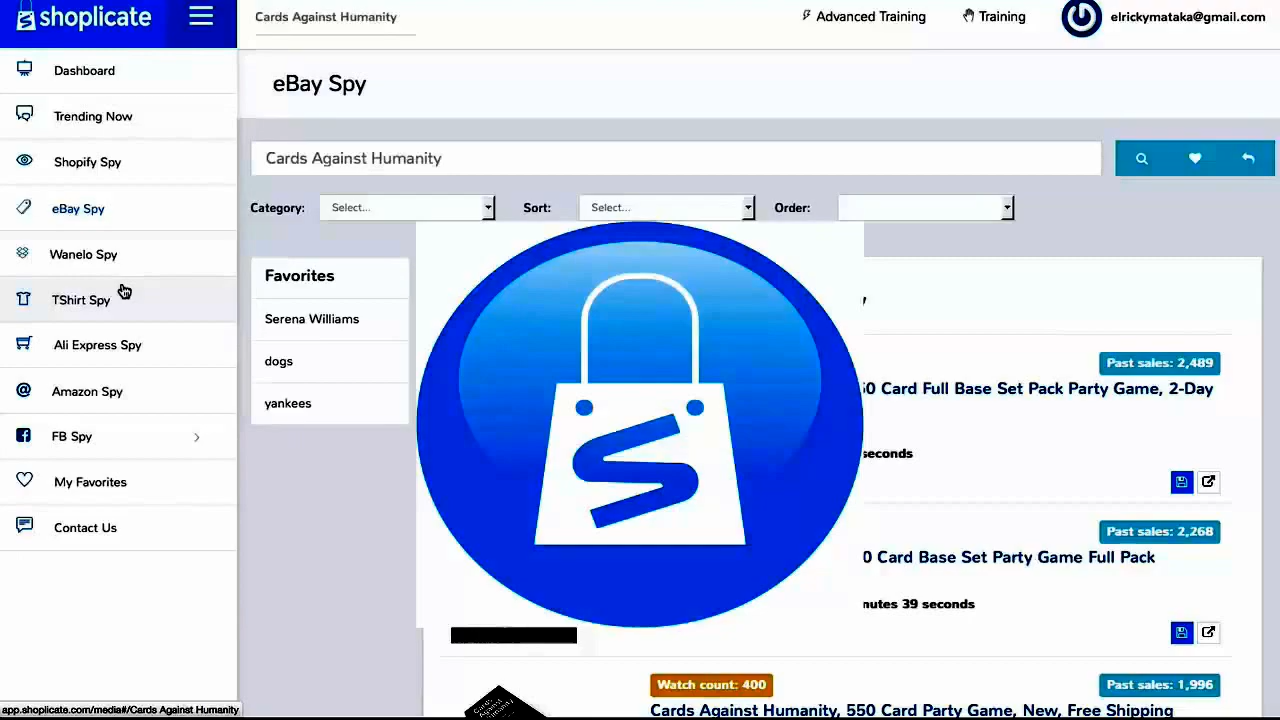 shoplicate
Cards Against Humanity
Advanced Training
Training
elrickymataka@gmail.com
Dashboard
Trending Now
Shopify Spy
eBay Spy
Wanelo Spy
TShirt Spy
Ali Express Spy
Amazon Spy
FB Spy
My Favorites
Contact Us
eBay Spy
Cards Against Humanity
Category:
Select...
Sort:
Select...
Order:
Favorites
Serena Williams
dogs
yankees
Past sales: 2,489
0 Card Full Base Set Pack Party Game, 2-Day
seconds
Past sales: 2,268
0 Card Base Set Party Game Full Pack
nutes 39 seconds
Watch count: 400
Past sales: 1,996
Cards Against Humanity, 550 Card Party Game, New, Free Shipping
app.shoplicate.com/media#/Cards Against Humanity